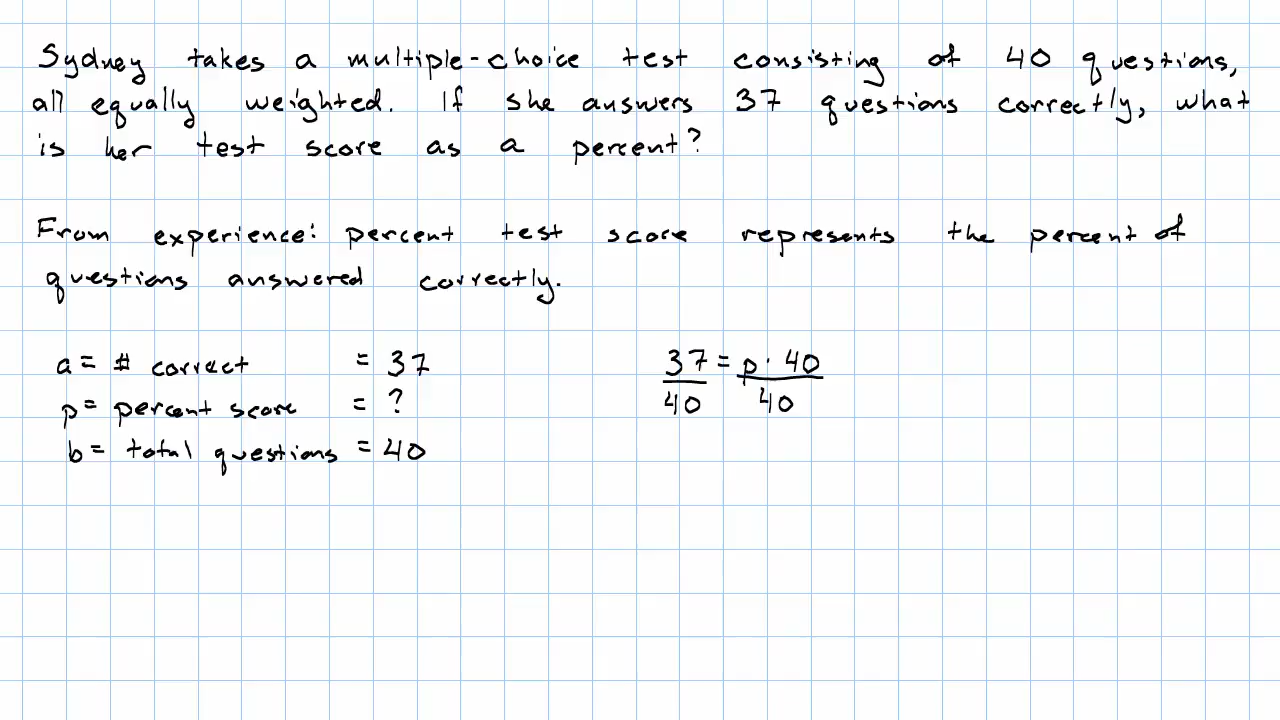 Sydney takes a multiple-choice test consisting of 40 questions,
all equally weighted. If she answers 37 questions correctly, what
is her test score as a percent?
From experience: percent test score represents the percent of
questions answered correctly.
a = # correct = 37
p = percent score = ?
b = total questions = 40
37 = p · 40
40 40